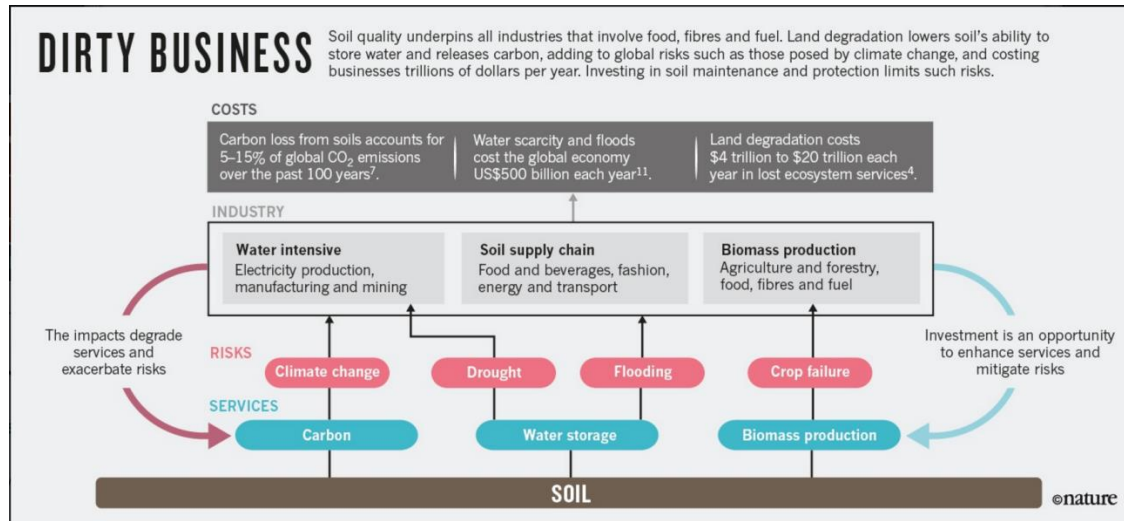 DIRTY BUSINESS
Soil quality underpins all industries that involve food, fibres and fuel. Land degradation lowers soil’s ability to
store water and releases carbon, adding to global risks such as those posed by climate change, and costing
businesses trillions of dollars per year. Investing in soil maintenance and protection limits such risks.
COSTS
Carbon loss from soils accounts for
5–15% of global CO₂ emissions
over the past 100 years⁷.
Water scarcity and floods
cost the global economy
US$500 billion each year¹¹.
Land degradation costs
$4 trillion to $20 trillion each
year in lost ecosystem services⁴.
INDUSTRY
Water intensive
Electricity production,
manufacturing and mining
Soil supply chain
Food and beverages, fashion,
energy and transport
Biomass production
Agriculture and forestry,
food, fibres and fuel
The impacts degrade
services and
exacerbate risks
Investment is an opportunity
to enhance services and
mitigate risks
RISKS
Climate change
Drought
Flooding
Crop failure
SERVICES
Carbon
Water storage
Biomass production
SOIL
©nature